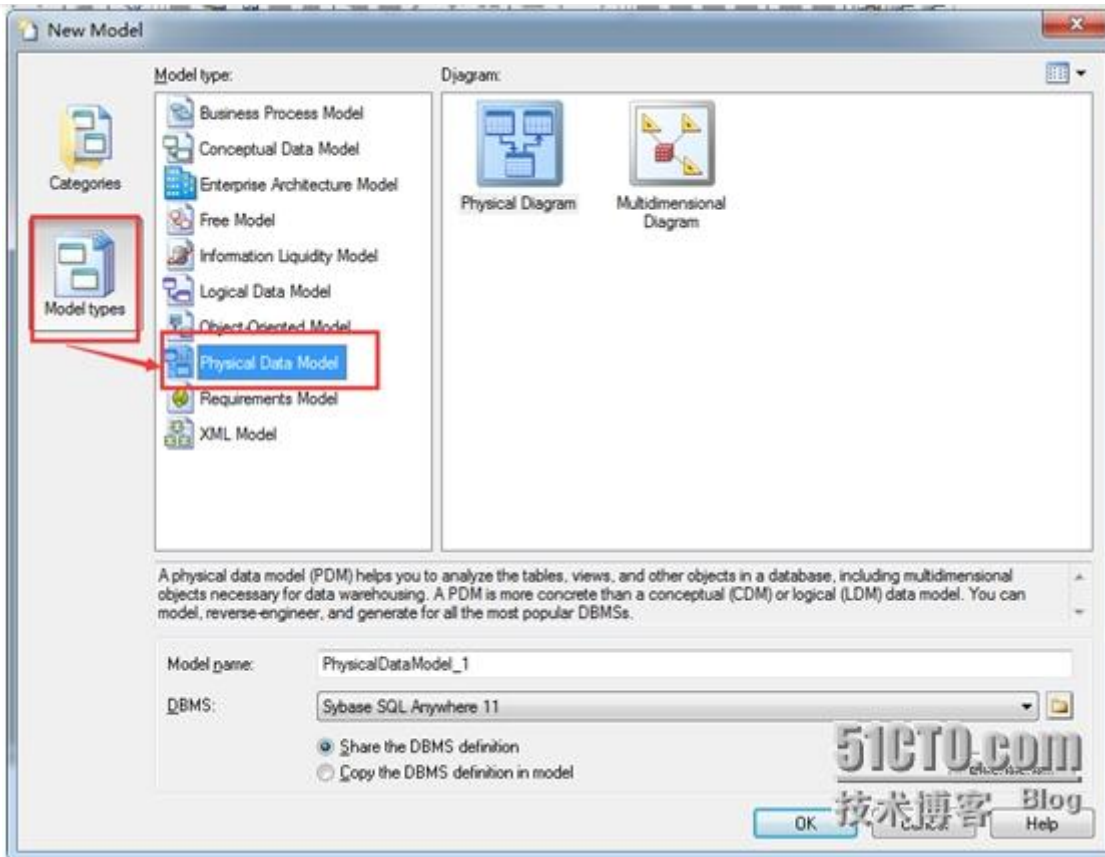 New Model
Model type:
Diagram:
Categories
Model types
Business Process Model
Conceptual Data Model
Enterprise Architecture Model
Free Model
Information Liquidity Model
Logical Data Model
Object-Oriented Model
Physical Data Model
Requirements Model
XML Model
Physical Diagram
Multidimensional
Diagram
A physical data model (PDM) helps you to analyze the tables, views, and other objects in a database, including multidimensional
objects necessary for data warehousing. A PDM is more concrete than a conceptual (CDM) or logical (LDM) data model. You can
model, reverse-engineer, and generate for all the most popular DBMSs.
Model name:
PhysicalDataModel_1
DBMS:
Sybase SQL Anywhere 11
Share the DBMS definition
Copy the DBMS definition in model
51CTO.com
技术博客 Blog
OK
Help